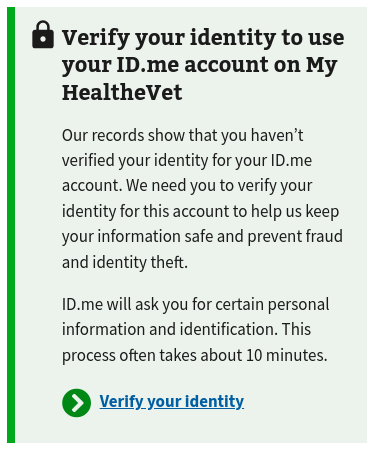 Verify your identity to use
your ID.me account on My
HealtheVet
Our records show that you haven’t
verified your identity for your ID.me
account. We need you to verify your
identity for this account to help us keep
your information safe and prevent fraud
and identity theft.
ID.me will ask you for certain personal
information and identification. This
process often takes about 10 minutes.
Verify your identity